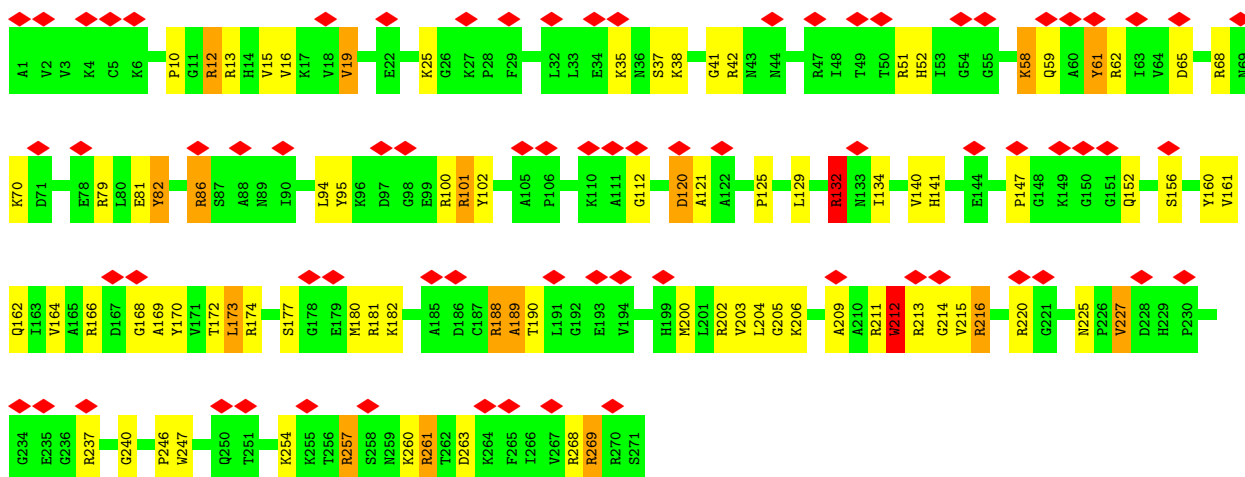 A1 V2 V3 K4 C5 K6 P10 G11 R12 R13 H14 V15 V16 K17 V18 V19 E22 K25 G26 K27 P28 F29 L32 L33 E34 K35 N36 S37 K38 G41 R42 N43 N44 R47 I48 T49 T50 R51 H52 I53 G54 G55 K58 Q59 A60 Y61 R62 I63 V64 D65 R68 N69
K70 D71 E78 R79 L80 E81 Y82 R86 S87 A88 N89 I90 L94 Y95 K96 D97 G98 E99 R100 R101 Y102 A105 P106 K110 A111 G112 D120 A121 A122 P125 L129 R132 N133 I134 V140 H141 E144 P147 G148 K149 G150 G151 Q152 S156 Y160 V161
Q162 I163 V164 A165 R166 D167 G168 A169 Y170 V171 T172 L173 R174 S177 G178 E179 M180 R181 K182 A185 D186 C187 R188 A189 T190 L191 G192 E193 V194 H199 M200 L201 R202 V203 L204 G205 K206 A209 A210 R211 W212 R213 G214 V215 R216 R220 G221 N225 P226 V227 D228 H229 P230
G234 E235 G236 R237 G240 P246 W247 Q250 T251 K254 K255 T256 R257 S258 N259 K260 R261 T262 D263 K264 F265 I266 V267 R268 R269 R270 S271